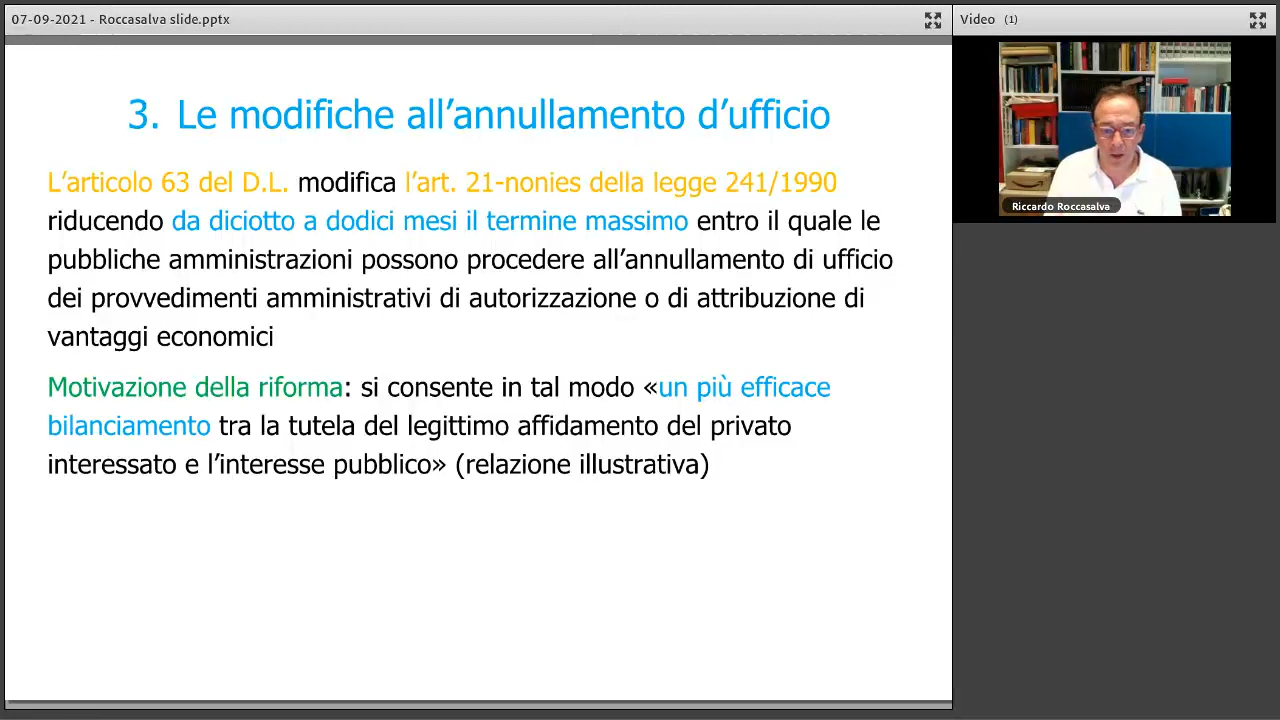 07-09-2021 - Roccasalva slide.pptx
Video (1)
3. Le modifiche all’annullamento d’ufficio
L’articolo 63 del D.L. modifica l’art. 21-nonies della legge 241/1990
riducendo da diciotto a dodici mesi il termine massimo entro il quale le
pubbliche amministrazioni possono procedere all’annullamento di ufficio
dei provvedimenti amministrativi di autorizzazione o di attribuzione di
vantaggi economici
Motivazione della riforma: si consente in tal modo «un più efficace
bilanciamento tra la tutela del legittimo affidamento del privato
interessato e l’interesse pubblico» (relazione illustrativa)
Riccardo Roccasalva